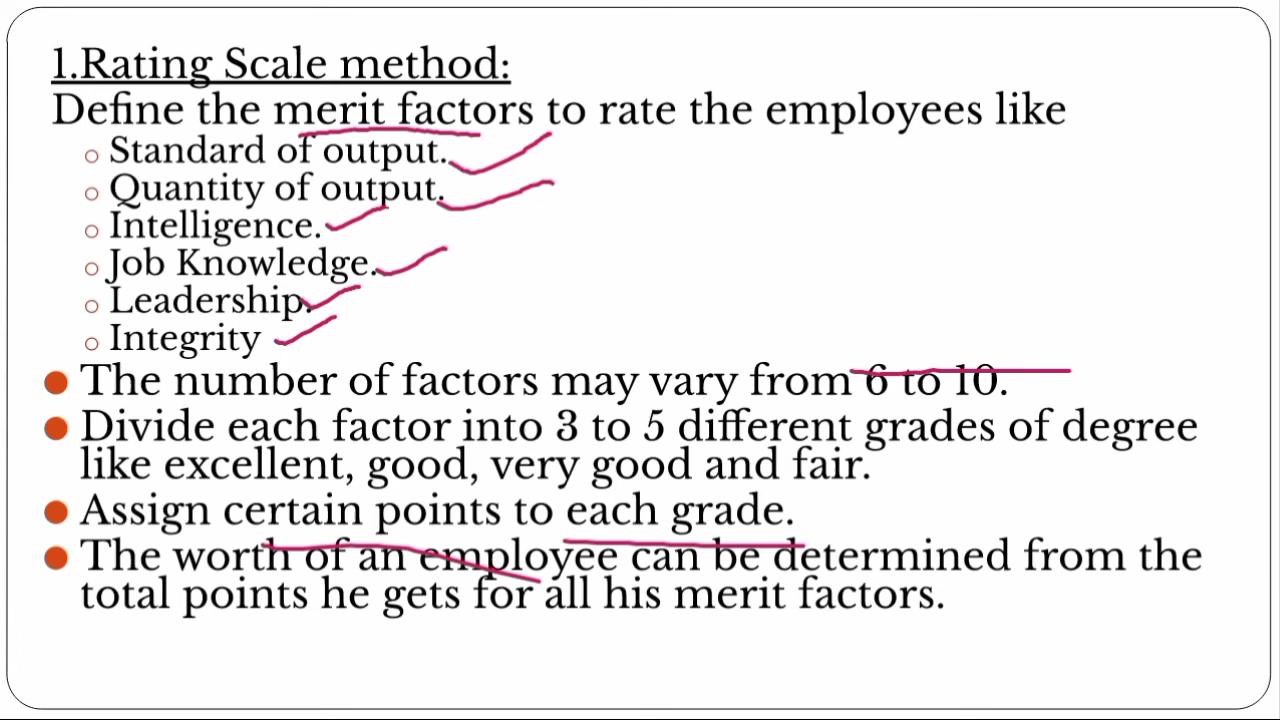 1.Rating Scale method:
Define the merit factors to rate the employees like
Standard of output.
Quantity of output.
Intelligence.
Job Knowledge.
Leadership.
Integrity
The number of factors may vary from 6 to 10.
Divide each factor into 3 to 5 different grades of degree
like excellent, good, very good and fair.
Assign certain points to each grade.
The worth of an employee can be determined from the
total points he gets for all his merit factors.